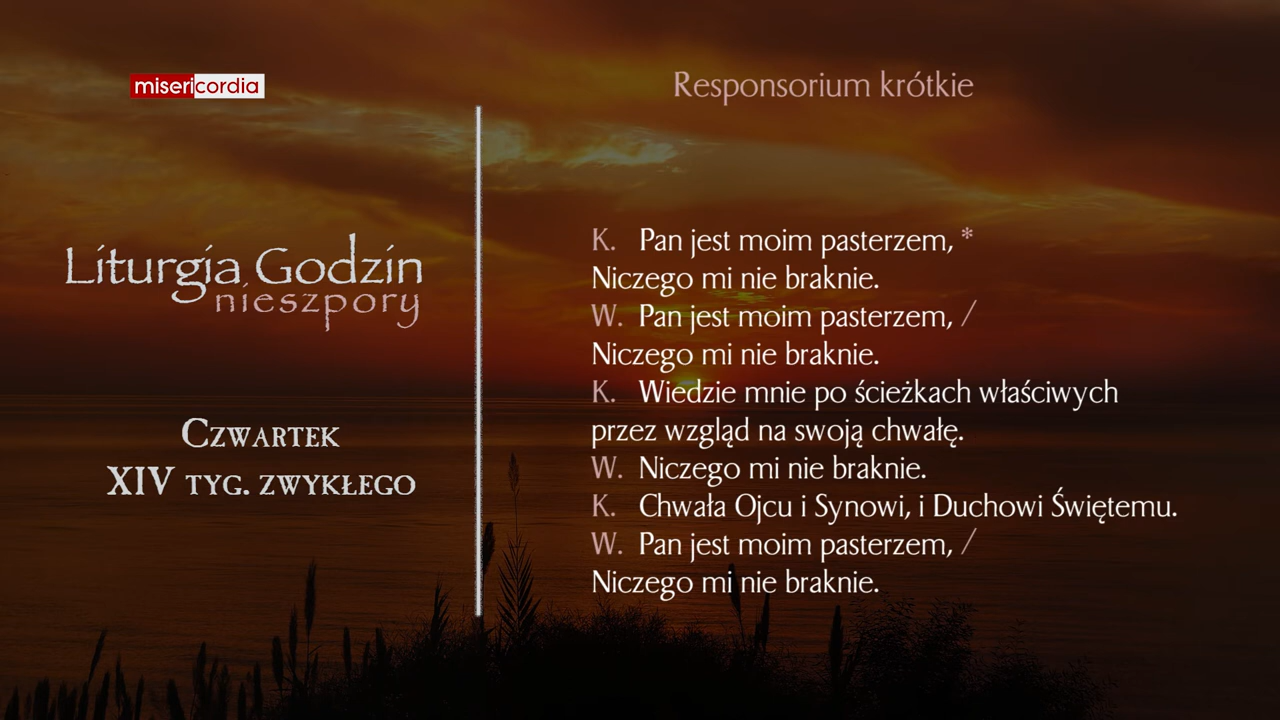 misericordia
Liturgia Godzin
nieszpory
Czwartek
XIV tyg. zwykłego
Responsorium krótkie
K. Pan jest moim pasterzem, *
Niczego mi nie braknie.
W. Pan jest moim pasterzem, /
Niczego mi nie braknie.
K. Wiedzie mnie po ścieżkach właściwych
przez wzgląd na swoją chwałę.
W. Niczego mi nie braknie.
K. Chwała Ojcu i Synowi, i Duchowi Świętemu.
W. Pan jest moim pasterzem, /
Niczego mi nie braknie.